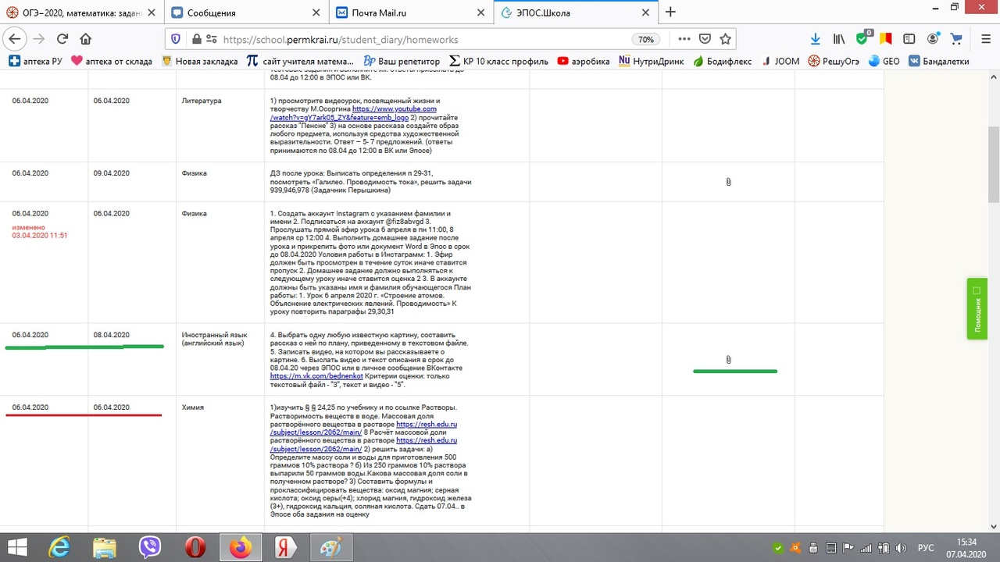 ОГЭ–2020, математика: задан
Сообщения
Почта Mail.ru
ЭПОС.Школа
https://school.permkrai.ru/student_diary/homeworks
70%
0
аптека РУ
аптека от склада
Новая закладка
сайт учителя матема...
Ваш репетитор
КР 10 класс профиль
аэробика
НутриДринк
Бодифлекс
JOOM
РешуОгэ
GEO
Бандалетки
08.04 до 12:00 в ЭПОС или ВК.
06.04.2020
06.04.2020
Литература
1) просмотрите видеоурок, посвященный жизни и
творчеству М.Осоргина https://www.youtube.com
/watch?v=gY7ark05_ZY&feature=emb_logo 2) прочитайте
рассказ "Пенсне" 3) на основе рассказа создайте образ
любого предмета, используя средства художественной
выразительности. Ответ – 5- 7 предложений. (ответы
принимаются по 08.04 до 12:00 в ВК или Эпосе)
06.04.2020
09.04.2020
Физика
ДЗ после урока: Выписать определения п 29-31,
посмотреть «Галилео. Проводимость тока», решить задачи
939,946,978 (Задачник Перышкина)
06.04.2020
изменено
03.04.2020 11:51
06.04.2020
Физика
1. Создать аккаунт Instagram с указанием фамилии и
имени 2. Подписаться на аккаунт @fiz8abvgd 3.
Прослушать прямой эфир урока 6 апреля в пн 11:00, 8
апреля ср 12:00 4. Выполнить домашнее задание после
урока и прикрепить фото или документ Word в Эпос в срок
до 08.04.2020 Условия работы в Инстаграмм: 1. Эфир
должен быть просмотрен в течение суток иначе ставится
пропуск 2. Домашнее задание должно выполняться к
следующему уроку иначе ставится оценка 2 3. В аккаунте
должны быть указаны имя и фамилия обучающегося План
работы: 1. Урок 6 апреля 2020 г. «Строение атомов.
Объяснение электрических явлений. Проводимость» К
уроку повторить параграфы 29,30,31
06.04.2020
08.04.2020
Иностранный язык
(английский язык)
4. Выбрать одну любую известную картину, составить
рассказ о ней по плану, приведенному в текстовом файле.
5. Записать видео, на котором вы рассказываете о
картине. 6. Выслать видео и текст описания в срок до
08.04.20 через ЭПОС или в личное сообщение ВКонтакте
https://m.vk.com/bednenkot Критерии оценки: только
текстовый файл - "3", текст и видео - "5".
06.04.2020
06.04.2020
Химия
1)изучить § § 24,25 по учебнику и по ссылке Растворы.
Растворимость веществ в воде. Массовая доля
растворённого вещества в растворе https://resh.edu.ru
/subject/lesson/2062/main/ 8 Расчёт массовой доли
растворённого вещества в растворе https://resh.edu.ru
/subject/lesson/2062/main/ 2) решить задачи: а)
Определите массу соли и воды для приготовления 500
граммов 10% раствора ? б) Из 250 граммов 10% раствора
выпарили 50 граммов воды.Какова массовая доля соли в
полученном растворе? 3) Составить формулы и
проклассифицировать вещества: оксид магния; серная
кислота; оксид серы(+4); хлорид магния, гидроксид железа
(3+), гидроксид кальция, соляная кислота. Сдать 07.04.. в
Эпосе оба задания на оценку
Помощник
РУС
15:34
07.04.2020